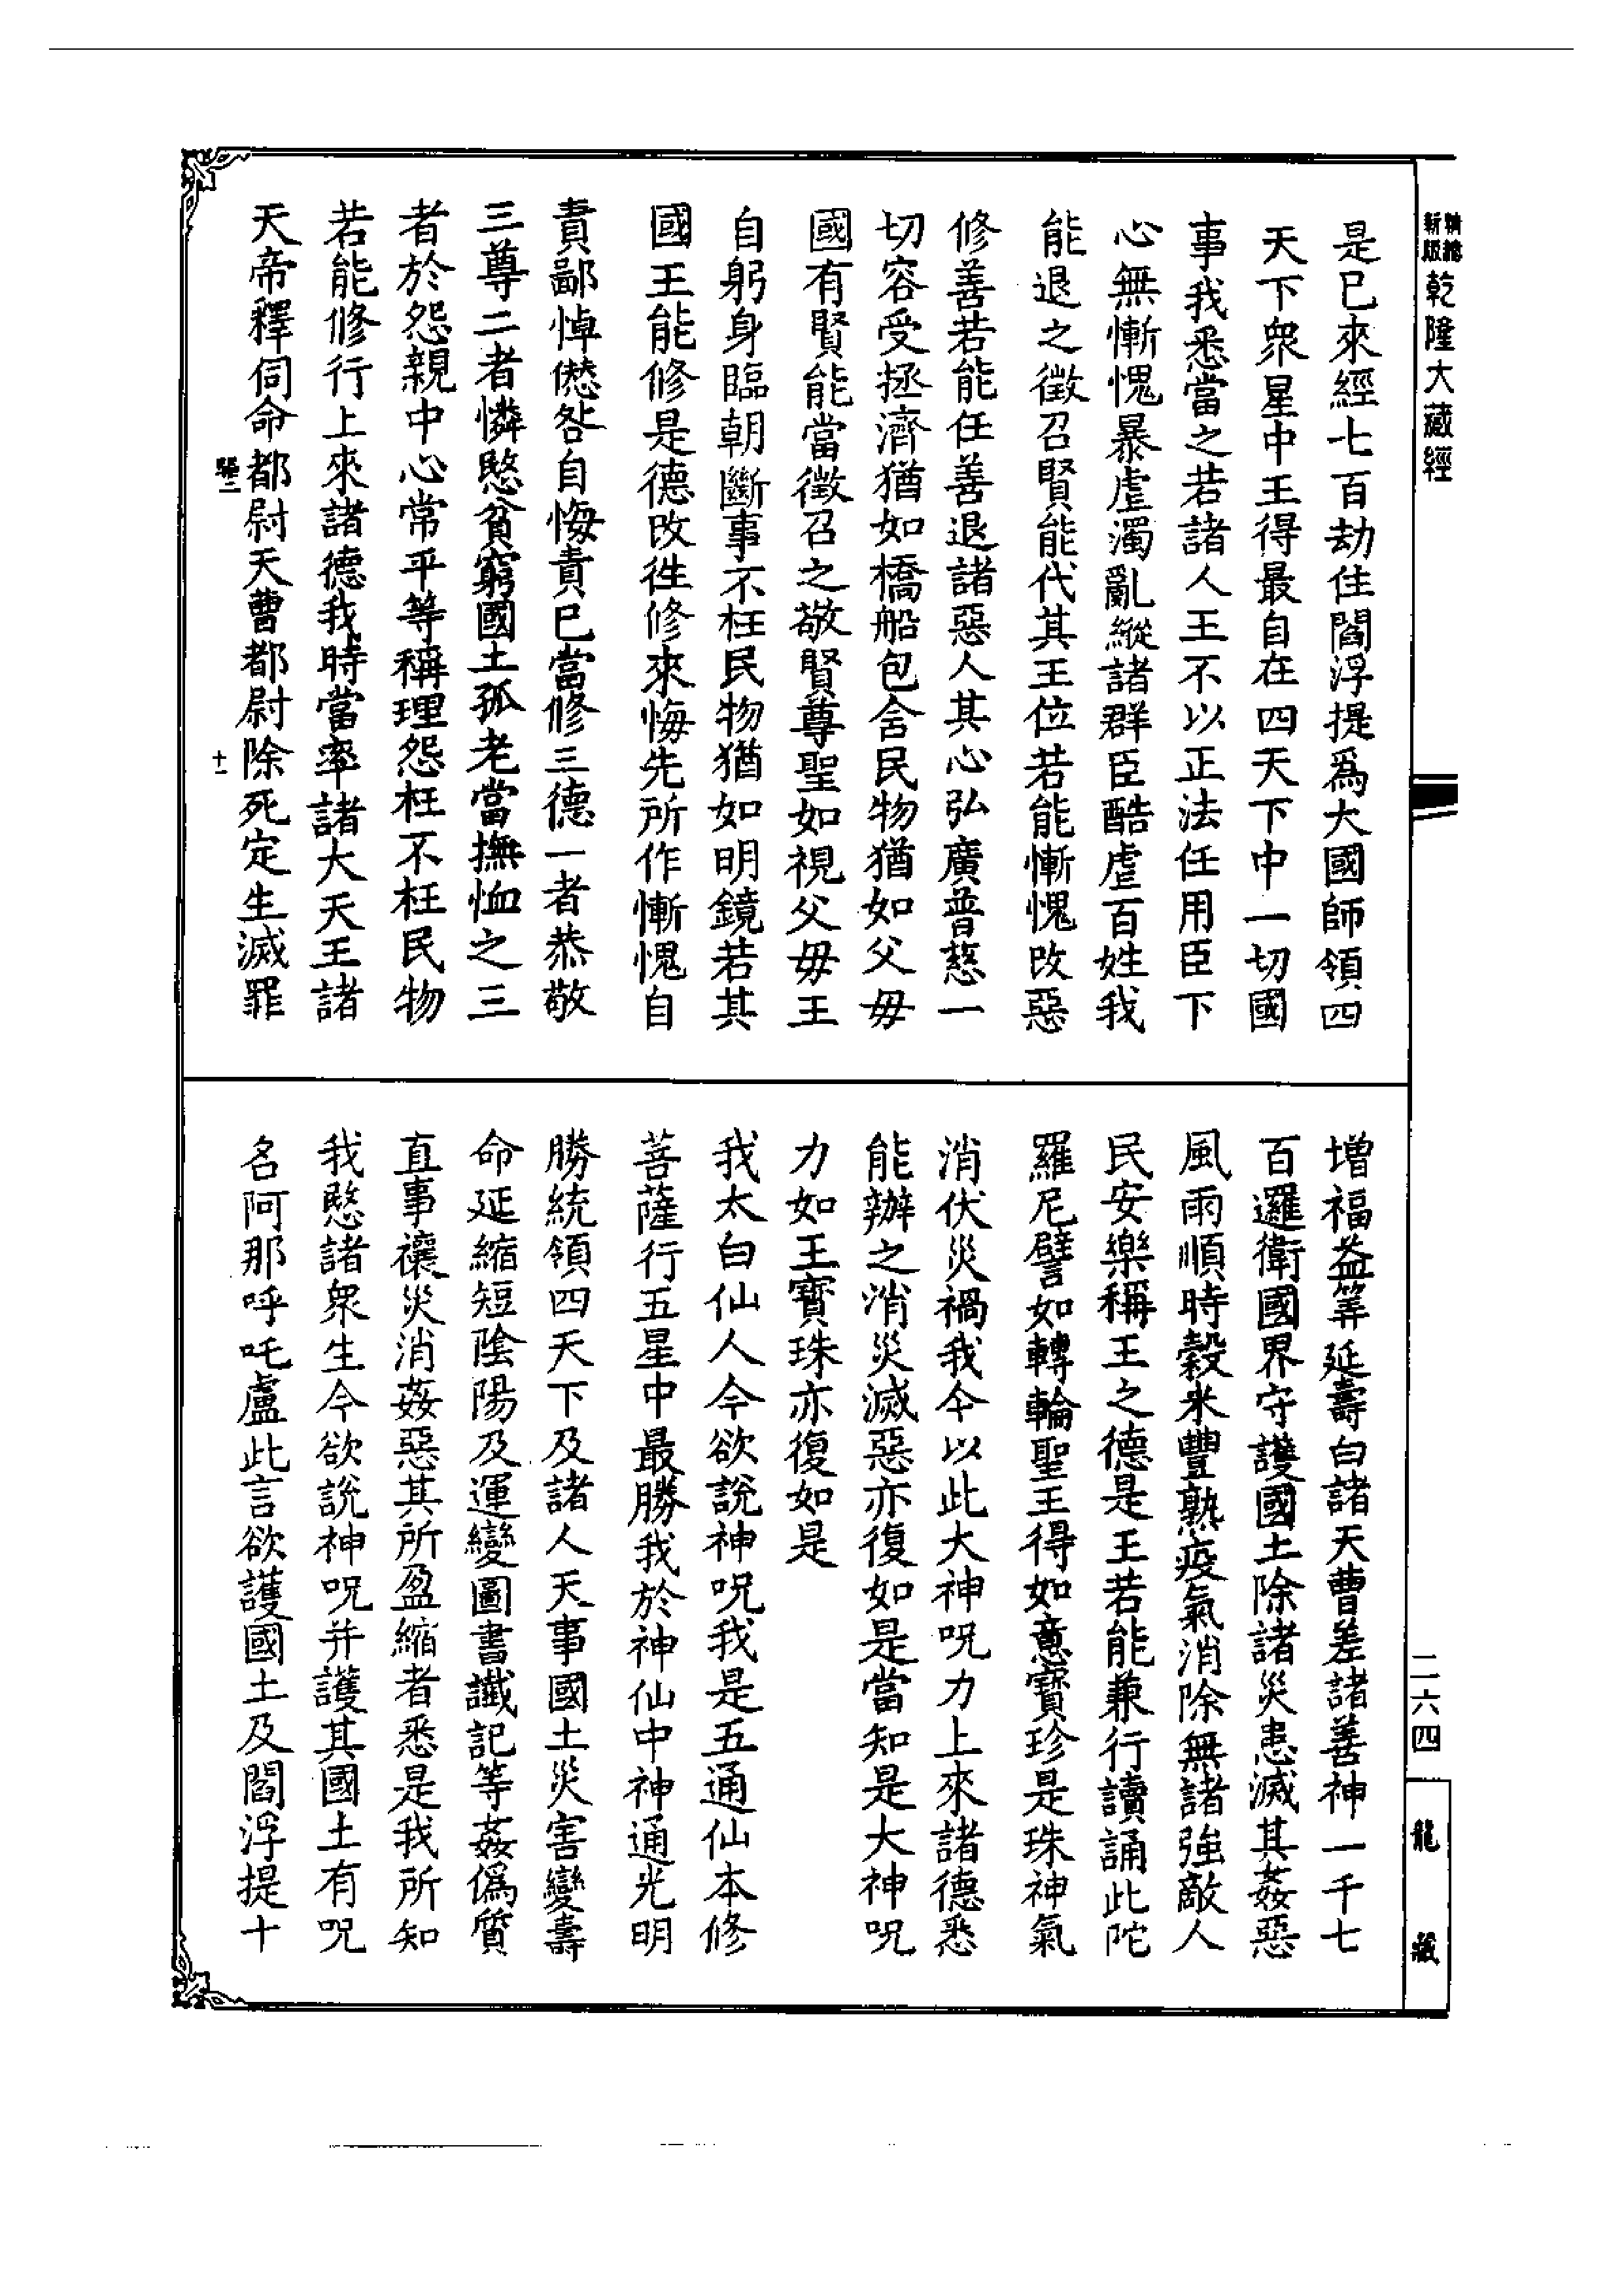 精繪新版乾隆大藏經
是已來經七百劫住閻浮提為大國師領四
天下眾星中王得最自在四天下中一切國
事我悉當之若諸人王不以正法任用臣下
心無慚愧暴虐濁亂縱諸群臣酷虐百姓我
能退之徵召賢能代其王位若能慚愧改惡
修善若能任善退諸惡人其心弘廣普慈一
切容受拯濟猶如橋船包含民物猶如父母
國有賢能當徵召之敬賢尊聖如視父母王
自躬身臨朝斷事不枉民物猶如明鏡若其
國王能修是德改往修來悔先所作慚愧自
責鄙悼愆咎自悔責已當修三德一者恭敬
三尊二者憐愍貧窮國土孤老當撫恤之三
者於怨親中心常平等稱理怨枉不枉民物
若能修行上來諸德我時當率諸大天王諸
天帝釋伺命都尉天曹都尉除死定生滅罪
十一
增福益筭延壽白諸天曹差諸善神一千七
百邏衛國界守護國土除諸災患滅其姦惡
風雨順時穀米豐熟疫氣消除無諸強敵人
民安樂稱王之德是王若能兼行讀誦此陀
羅尼譬如轉輪聖王得如意寶珍是珠神氣
消伏災禍我今以此大神呪力上來諸德悉
能辦之消災滅惡亦復如是當知是大神呪
力如王寶珠亦復如是
我太白仙人今欲說神呪我是五通仙本修
菩薩行五星中最勝我於神仙中神通光明
勝統領四天下及諸人天事國土災害變壽
命延縮短陰陽及運變圖書讖記等姦偽質
直事禳災消姦惡其所盈縮者悉是我所知
我愍諸眾生今欲說神呪并護其國土有呪
名阿那呼吒盧此言欲護國土及閻浮提十
二六四
龍藏